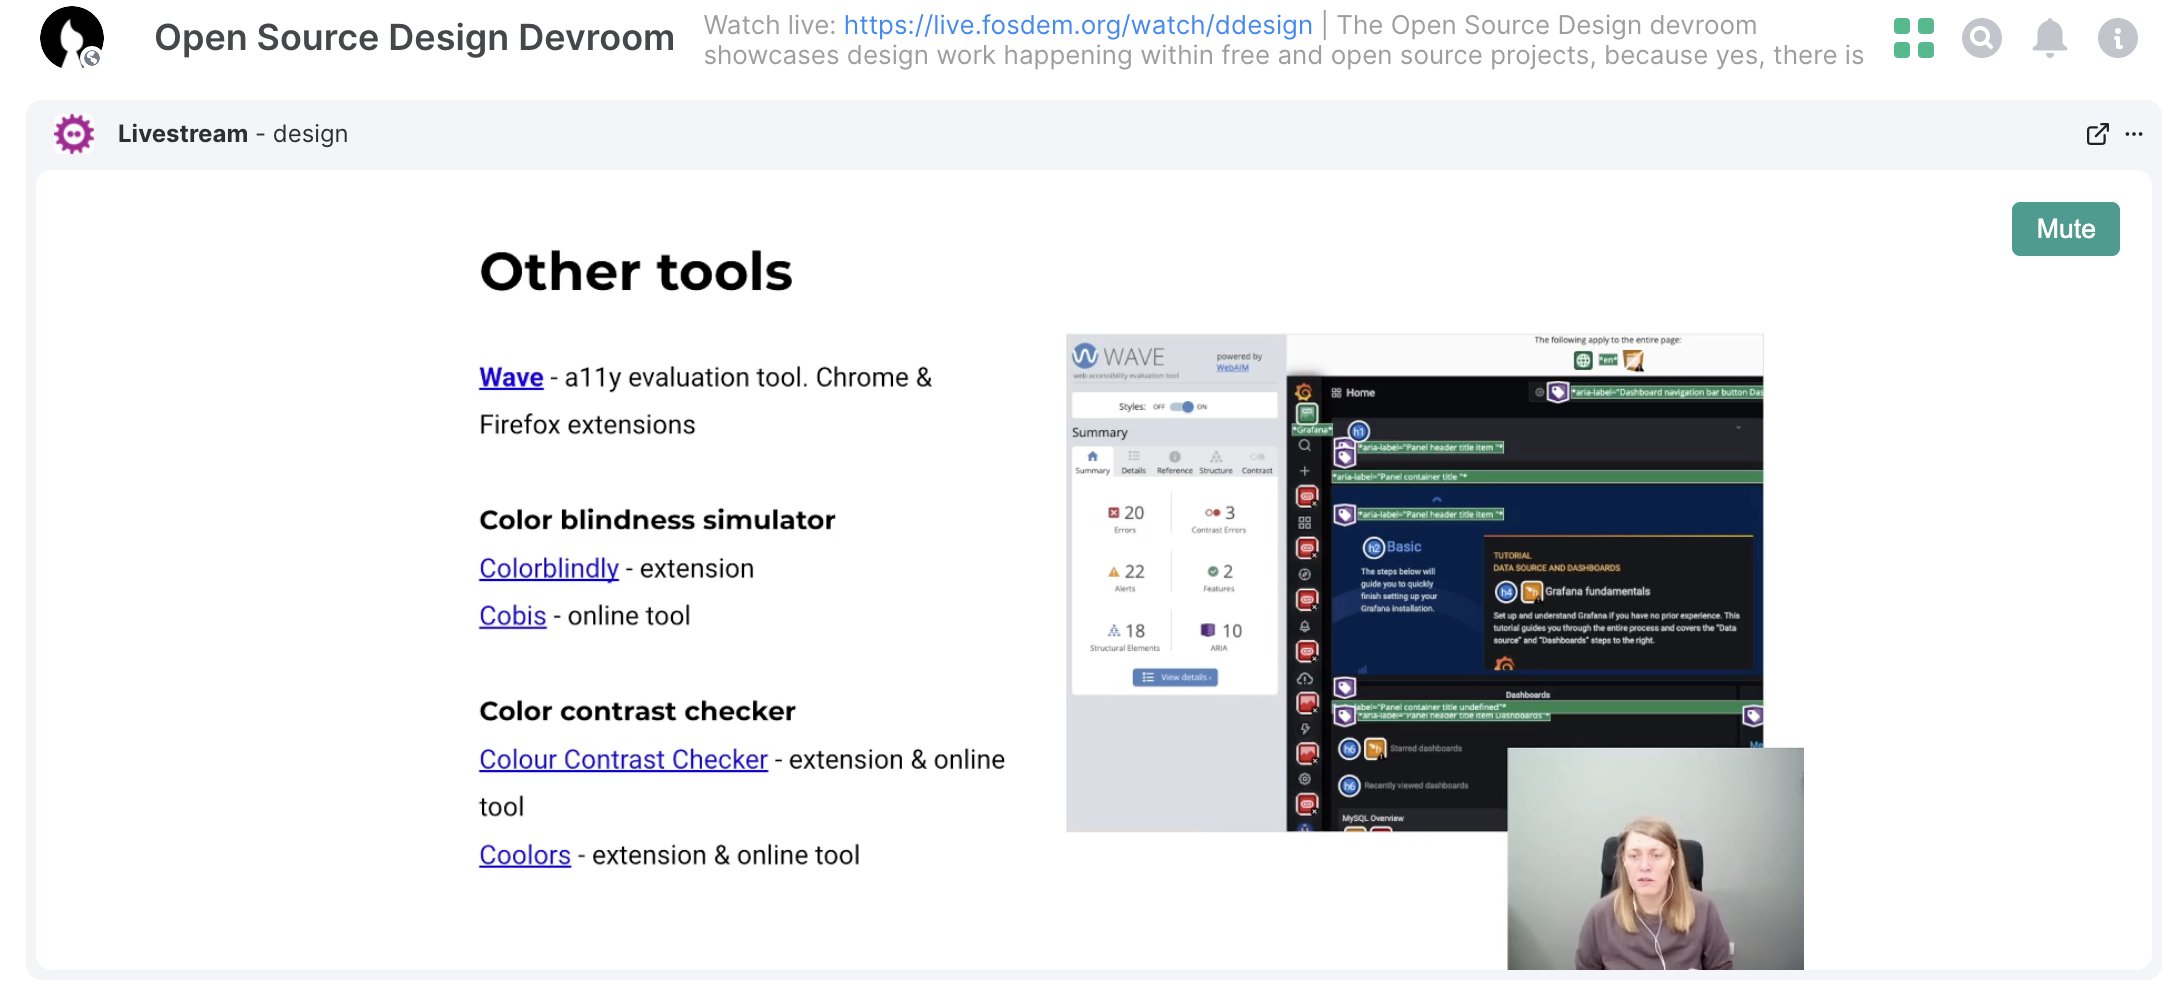 Open Source Design Devroom
Watch live: https://live.fosdem.org/watch/ddesign | The Open Source Design devroom
showcases design work happening within free and open source projects, because yes, there is
Livestream - design
Mute
Other tools
Wave - a11y evaluation tool. Chrome &
Firefox extensions
Color blindness simulator
Colorblindly - extension
Cobis - online tool
Color contrast checker
Colour Contrast Checker - extension & online
tool
Coolors - extension & online tool
WAVE
web accessibility evaluation tool
powered by
WebAIM
Styles: OFF ON
Summary
Summary Details Reference Structure Contrast
20 3
Errors Contrast Errors
22 2
Alerts Features
18 10
Structural Elements ARIA
View details ›
The following apply to the entire page:
*en*
Home
*aria-label="Dashboard navigation bar button Das
*Grafana*
h1
*aria-label="Panel header title item "*
*aria-label="Panel container title "*
*aria-label="Panel header title item "*
h2 Basic
The steps below will
guide you to quickly
finish setting up your
Grafana installation.
TUTORIAL
DATA SOURCE AND DASHBOARDS
h4 Grafana fundamentals
Set up and understand Grafana if you have no prior experience. This
tutorial guides you through the entire process and covers the "Data
source" and "Dashboards" steps to the right.
Dashboards
label="Panel container title undefined"*
*aria-label="Panel header title item Dashboards "*
h6 Starred dashboards
h6 Recently viewed dashboards
MySQL Overview